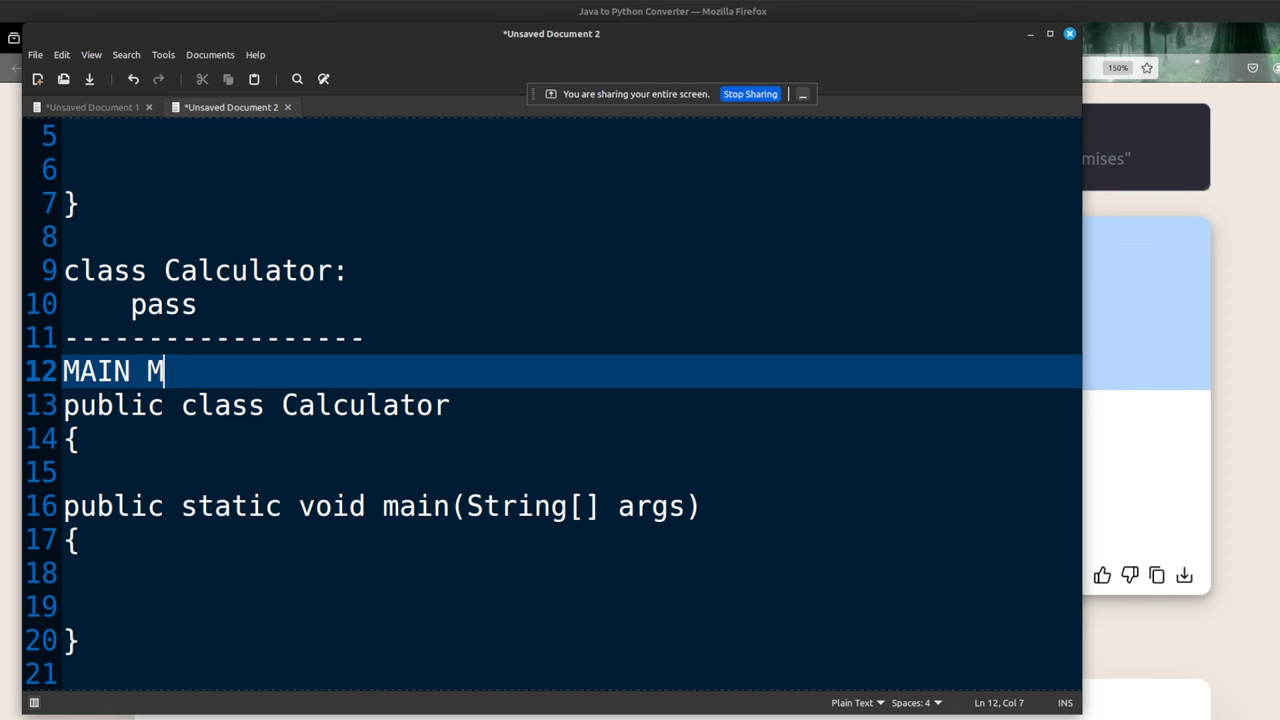 Java to Python Converter — Mozilla Firefox
*Unsaved Document 2
File Edit View Search Tools Documents Help
150%
You are sharing your entire screen. Stop Sharing
*Unsaved Document 1
*Unsaved Document 2
5
6
7 }
8
9 class Calculator:
10 pass
11 ------------------
12 MAIN M
13 public class Calculator
14 {
15
16 public static void main(String[] args)
17 {
18
19
20 }
21
mises"
Plain Text Spaces: 4 Ln 12, Col 7 INS